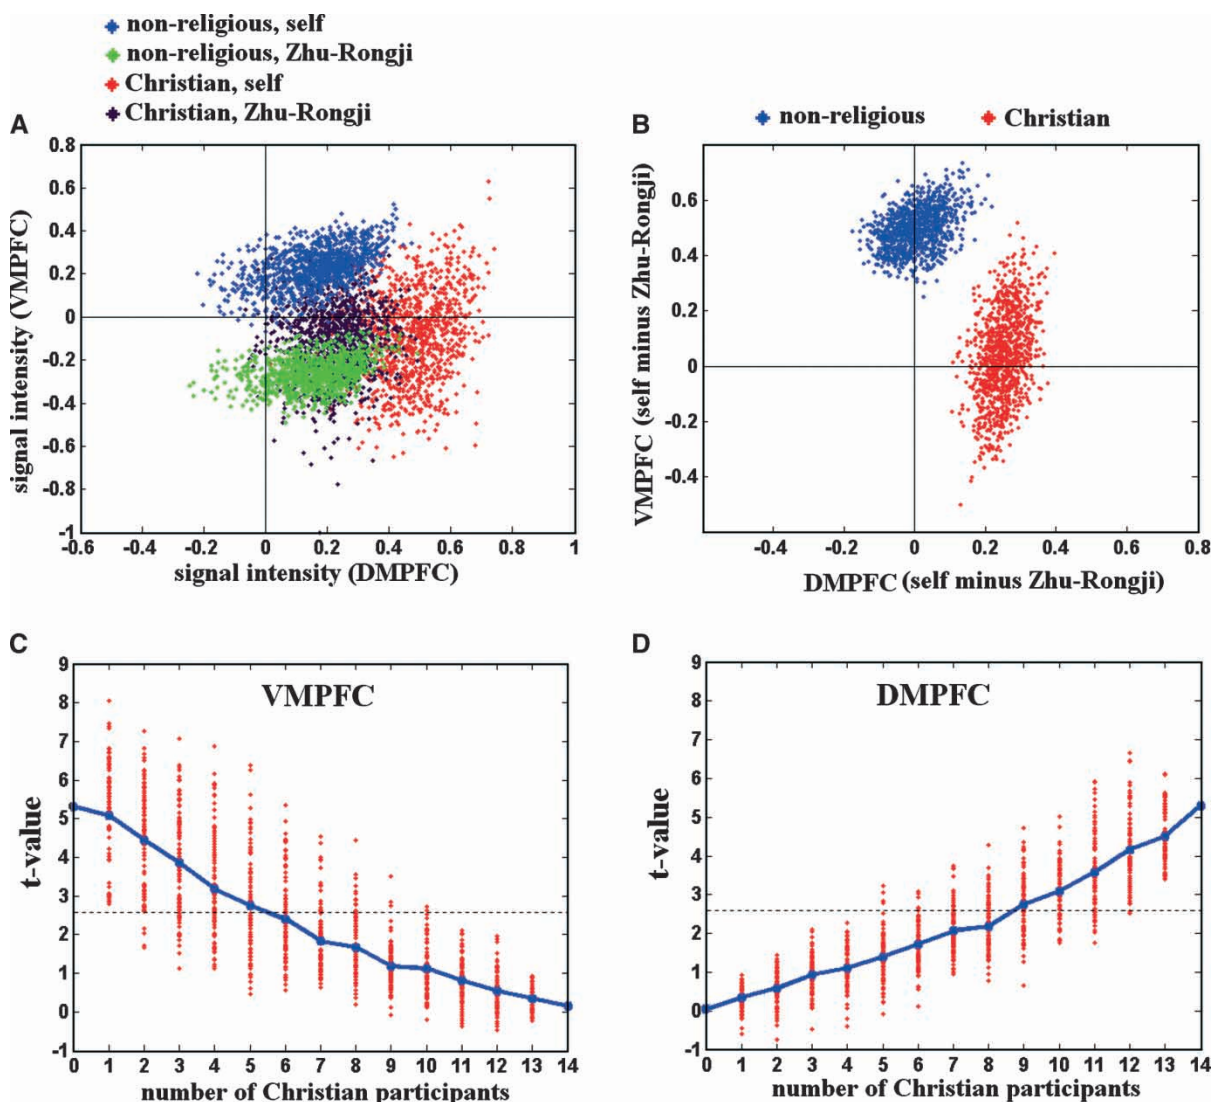 non-religious, self
non-religious, Zhu-Rongji
Christian, self
Christian, Zhu-Rongji
A
0.8
0.6
0.4
0.2
0
-0.2
-0.4
-0.6
-0.8
-1
signal intensity (VMPFC)
-0.6 -0.4 -0.2 0 0.2 0.4 0.6 0.8 1
signal intensity (DMPFC)
B
non-religious Christian
0.6
0.4
0.2
0
-0.2
-0.4
VMPFC (self minus Zhu-Rongji)
-0.4 -0.2 0 0.2 0.4 0.6 0.8
DMPFC (self minus Zhu-Rongji)
C
VMPFC
9
8
7
6
5
4
3
2
1
0
-1
t-value
0 1 2 3 4 5 6 7 8 9 10 11 12 13 14
number of Christian participants
D
DMPFC
9
8
7
6
5
4
3
2
1
0
-1
t-value
0 1 2 3 4 5 6 7 8 9 10 11 12 13 14
number of Christian participants